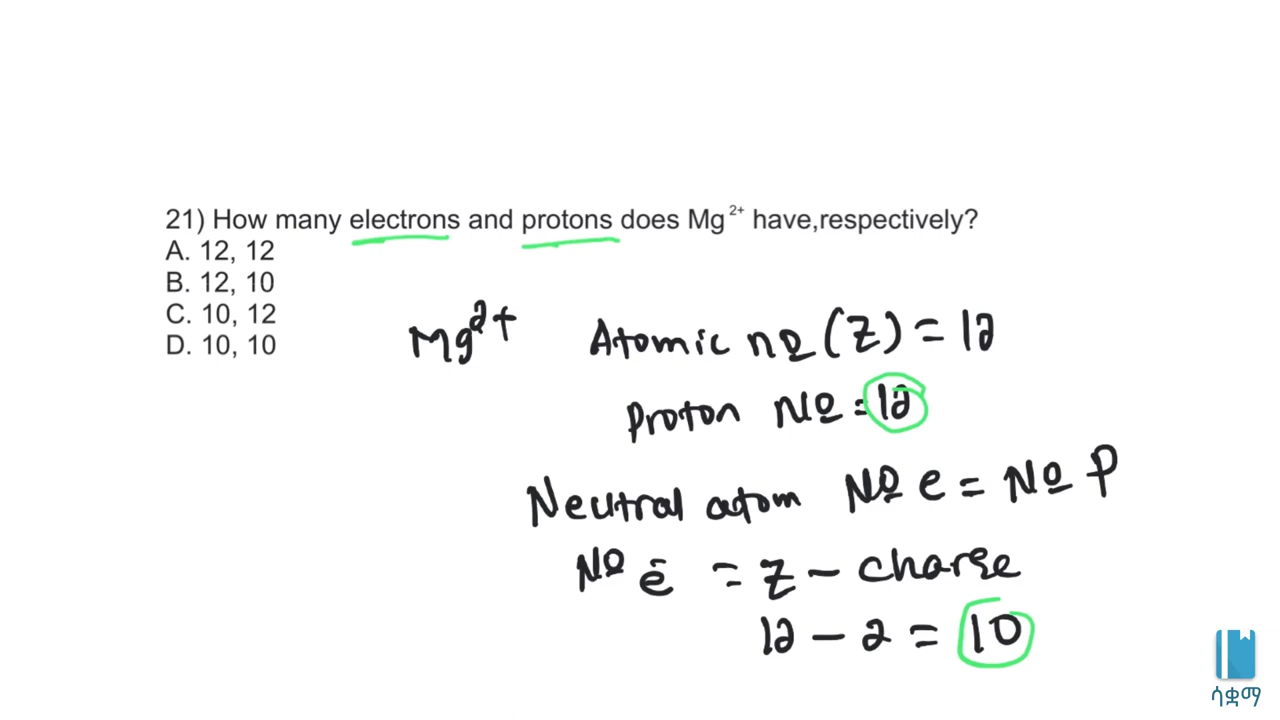 21) How many electrons and protons does Mg²⁺ have,respectively?
A. 12, 12
B. 12, 10
C. 10, 12
D. 10, 10
Mg²⁺ Atomic nº (Z) = 12
Proton Nº = 12
Neutral atom Nº e = Nº P
Nº ē = Z - charge
12 - 2 = 10
ሳቋማ